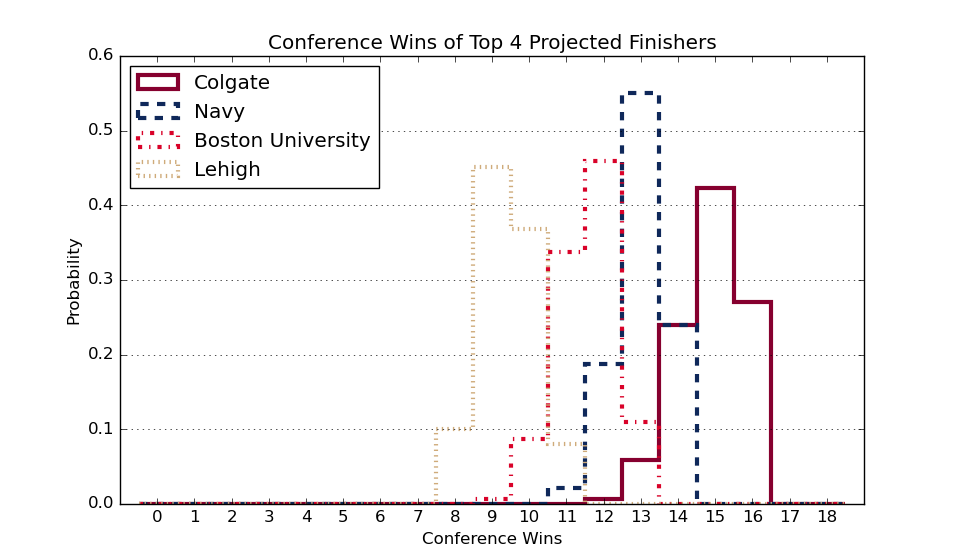 Conference Wins of Top 4 Projected Finishers
0.6
0.5
0.4
0.3
0.2
0.1
0.0
Probability
Colgate
Navy
Boston University
Lehigh
0 1 2 3 4 5 6 7 8 9 10 11 12 13 14 15 16 17 18
Conference Wins